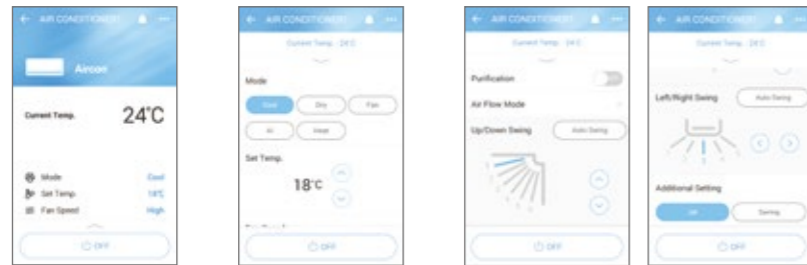 AIR CONDITIONER
Aircon
Current Temp.
24°C
Mode
Cool
Set Temp.
18°C
Fan Speed
High
OFF
AIR CONDITIONER
Current Temp. 24°C
Mode
Cool
Dry
Fan
AI
Heat
Set Temp.
18°C
OFF
AIR CONDITIONER
Current Temp. 24°C
Purification
Air Flow Mode
Up/Down Swing
Auto Swing
OFF
AIR CONDITIONER
Current Temp. 24°C
Left/Right Swing
Auto Swing
Additional Setting
Off
OFF